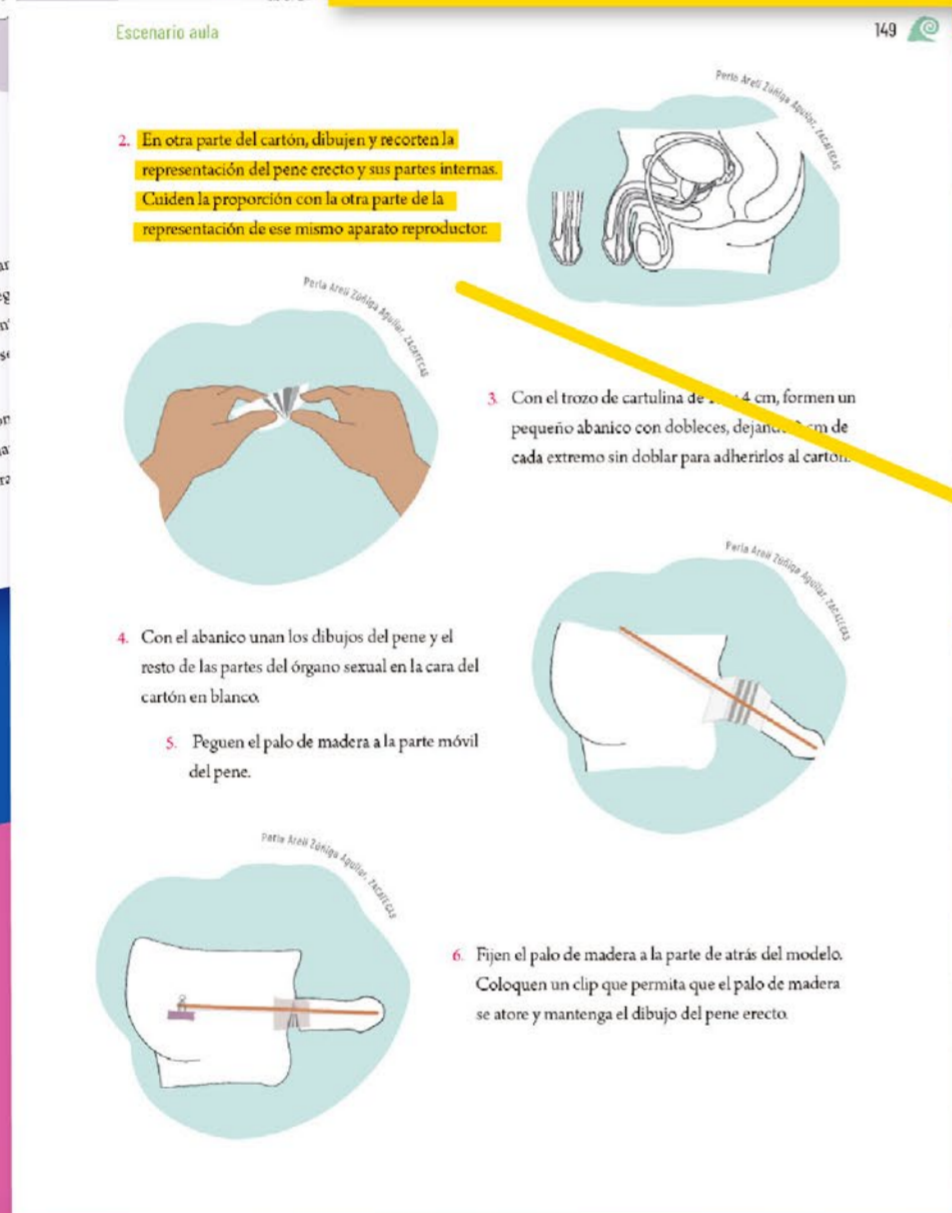 Escenario aula
149
Perla Areli Zúñiga Aguilar, ZACATECAS
2. En otra parte del cartón, dibujen y recorten la
representación del pene erecto y sus partes internas.
Cuiden la proporción con la otra parte de la
representación de ese mismo aparato reproductor.
Perla Areli Zúñiga Aguilar, ZACATECAS
3. Con el trozo de cartulina de 4 cm, formen un
pequeño abanico con dobleces, cm de
cada extremo sin doblar para adherirlos al cartón.
Perla Areli Zúñiga Aguilar, ZACATECAS
4. Con el abanico unan los dibujos del pene y el
resto de las partes del órgano sexual en la cara del
cartón en blanco.
5. Peguen el palo de madera a la parte móvil
del pene.
Perla Areli Zúñiga Aguilar, ZACATECAS
6. Fijen el palo de madera a la parte de atrás del modelo.
Coloquen un clip que permita que el palo de madera
se atore y mantenga el dibujo del pene erecto.